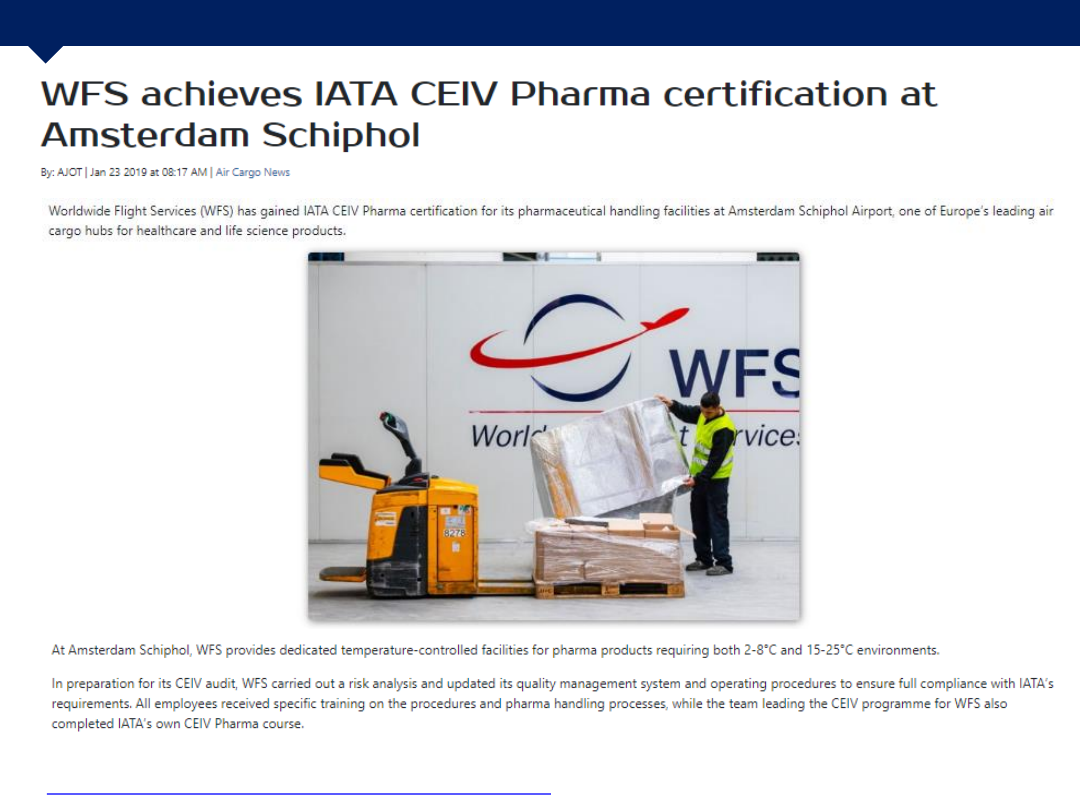 WFS achieves IATA CEIV Pharma certification at
Amsterdam Schiphol
By: AJOT | Jan 23 2019 at 08:17 AM | Air Cargo News
Worldwide Flight Services (WFS) has gained IATA CEIV Pharma certification for its pharmaceutical handling facilities at Amsterdam Schiphol Airport, one of Europe's leading air
cargo hubs for healthcare and life science products.
WFS
World t rvices
8278
At Amsterdam Schiphol, WFS provides dedicated temperature-controlled facilities for pharma products requiring both 2-8°C and 15-25°C environments.
In preparation for its CEIV audit, WFS carried out a risk analysis and updated its quality management system and operating procedures to ensure full compliance with IATA's
requirements. All employees received specific training on the procedures and pharma handling processes, while the team leading the CEIV programme for WFS also
completed IATA's own CEIV Pharma course.